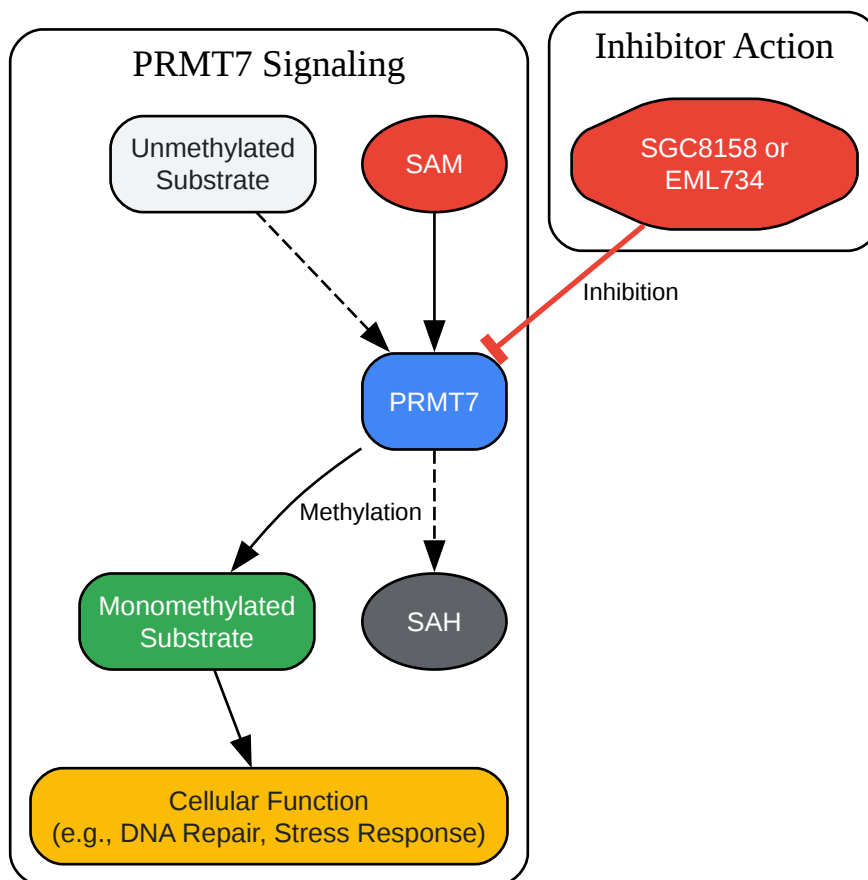 PRMT7 Signaling
Inhibitor Action
Unmethylated
Substrate
SAM
SGC8158 or
EML734
Inhibition
PRMT7
Methylation
Monomethylated
Substrate
SAH
Cellular Function
(e.g., DNA Repair, Stress Response)